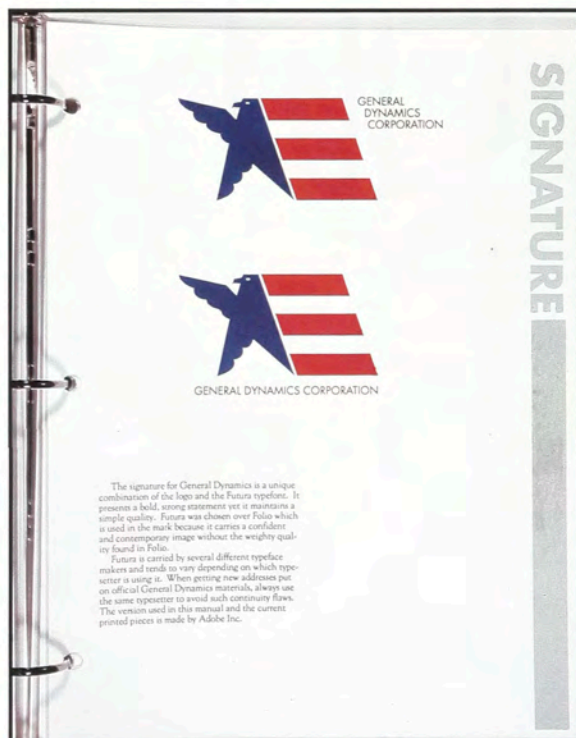 SIGNATURE
GENERAL
DYNAMICS
CORPORATION
GENERAL DYNAMICS CORPORATION
The signature for General Dynamics is a unique
combination of the logo and the Futura typefont. It
presents a bold, strong statement yet it maintains a
simple quality. Futura was chosen over Folio which
is used in the mark because it carries a confident
and contemporary image without the weighty qual-
ity found in Folio.
Futura is carried by several different typeface
makers and tends to vary depending on which type-
setter is using it. When getting new addresses put
on official General Dynamics materials, always use
the same typesetter to avoid such continuity flaws.
The version used in this manual and the current
printed pieces is made by Adobe Inc.